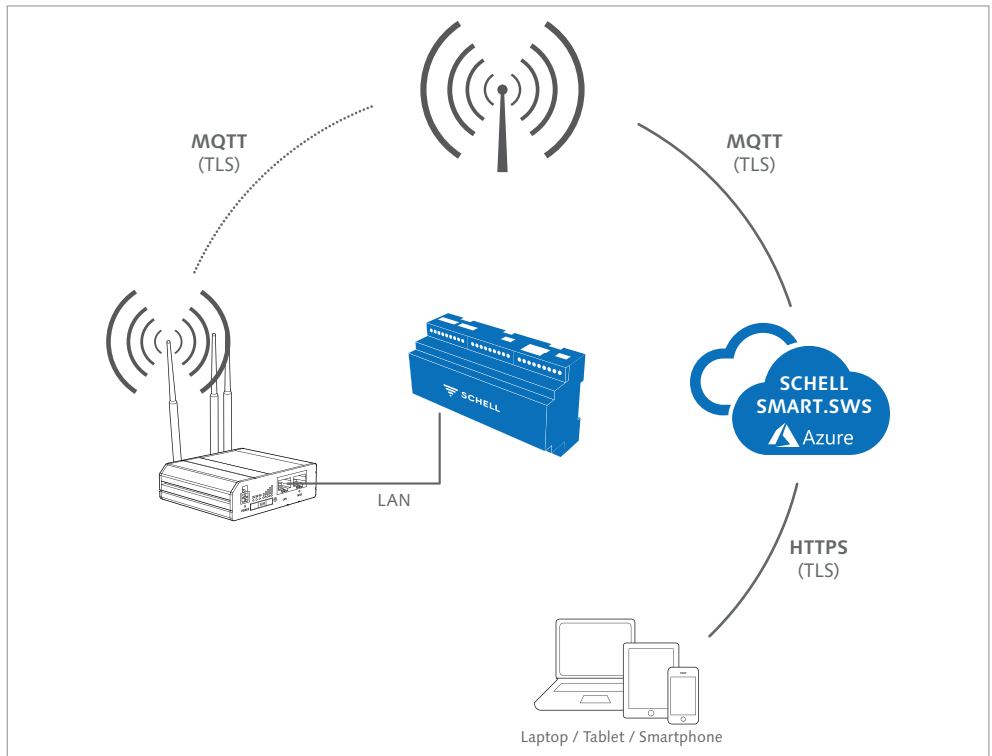 MQTT
(TLS)
MQTT
(TLS)
SCHELL
SCHELL
SMART.SWS
Azure
LAN
HTTPS
(TLS)
Laptop / Tablet / Smartphone